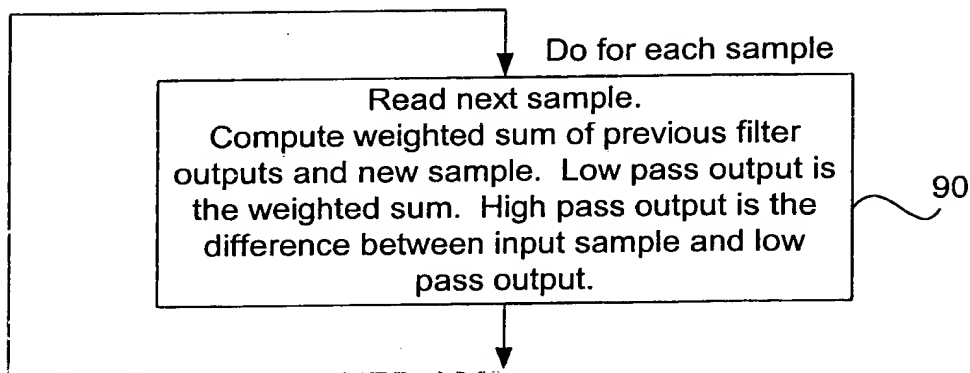 Do for each sample
Read next sample.
Compute weighted sum of previous filter
outputs and new sample. Low pass output is
the weighted sum. High pass output is the
difference between input sample and low
pass output.
90